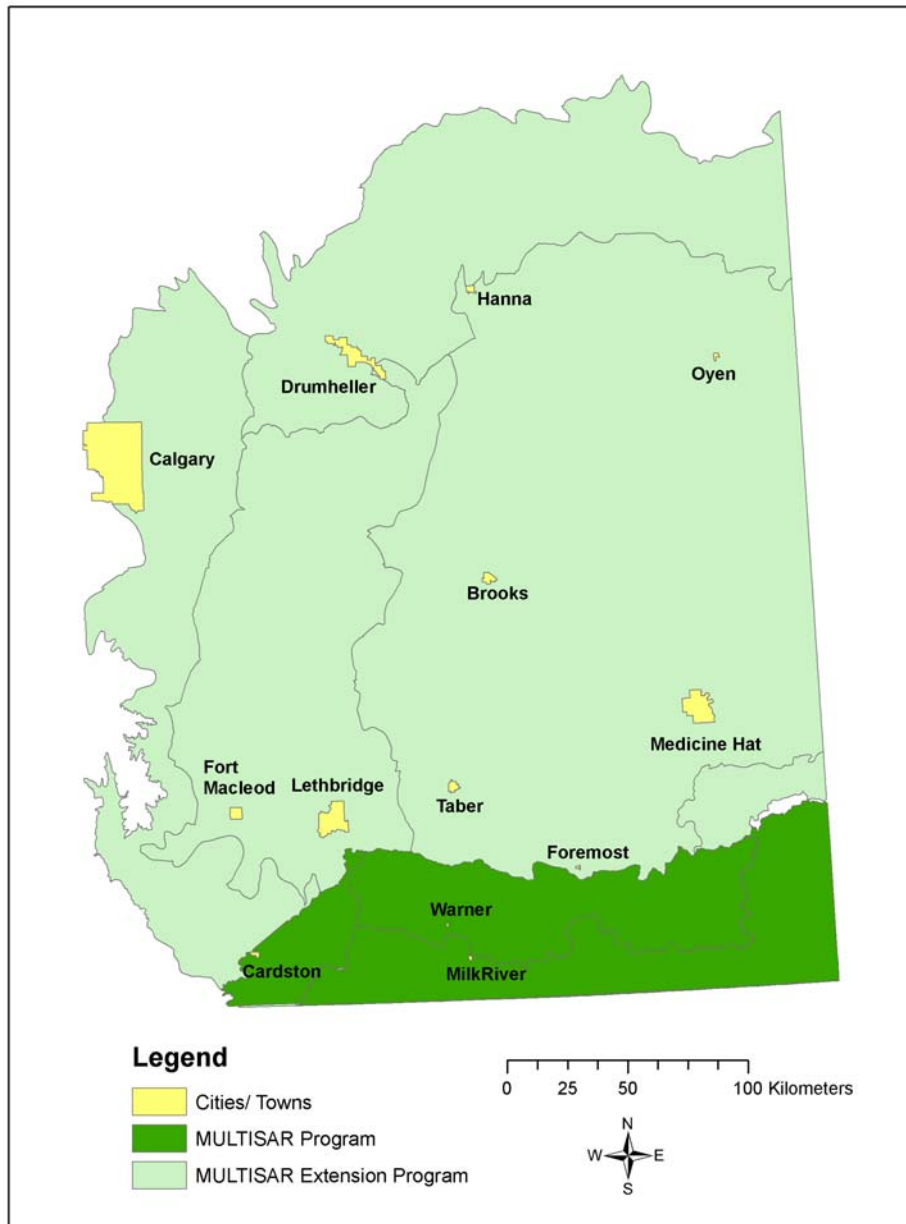 Hanna
Oyen
Drumheller
Calgary
Brooks
Medicine Hat
Fort
Macleod
Lethbridge
Taber
Foremost
Warner
Cardston
MilkRiver
Legend
Cities/ Towns
MULTISAR Program
MULTISAR Extension Program
0 25 50 100 Kilometers
N
W E
S